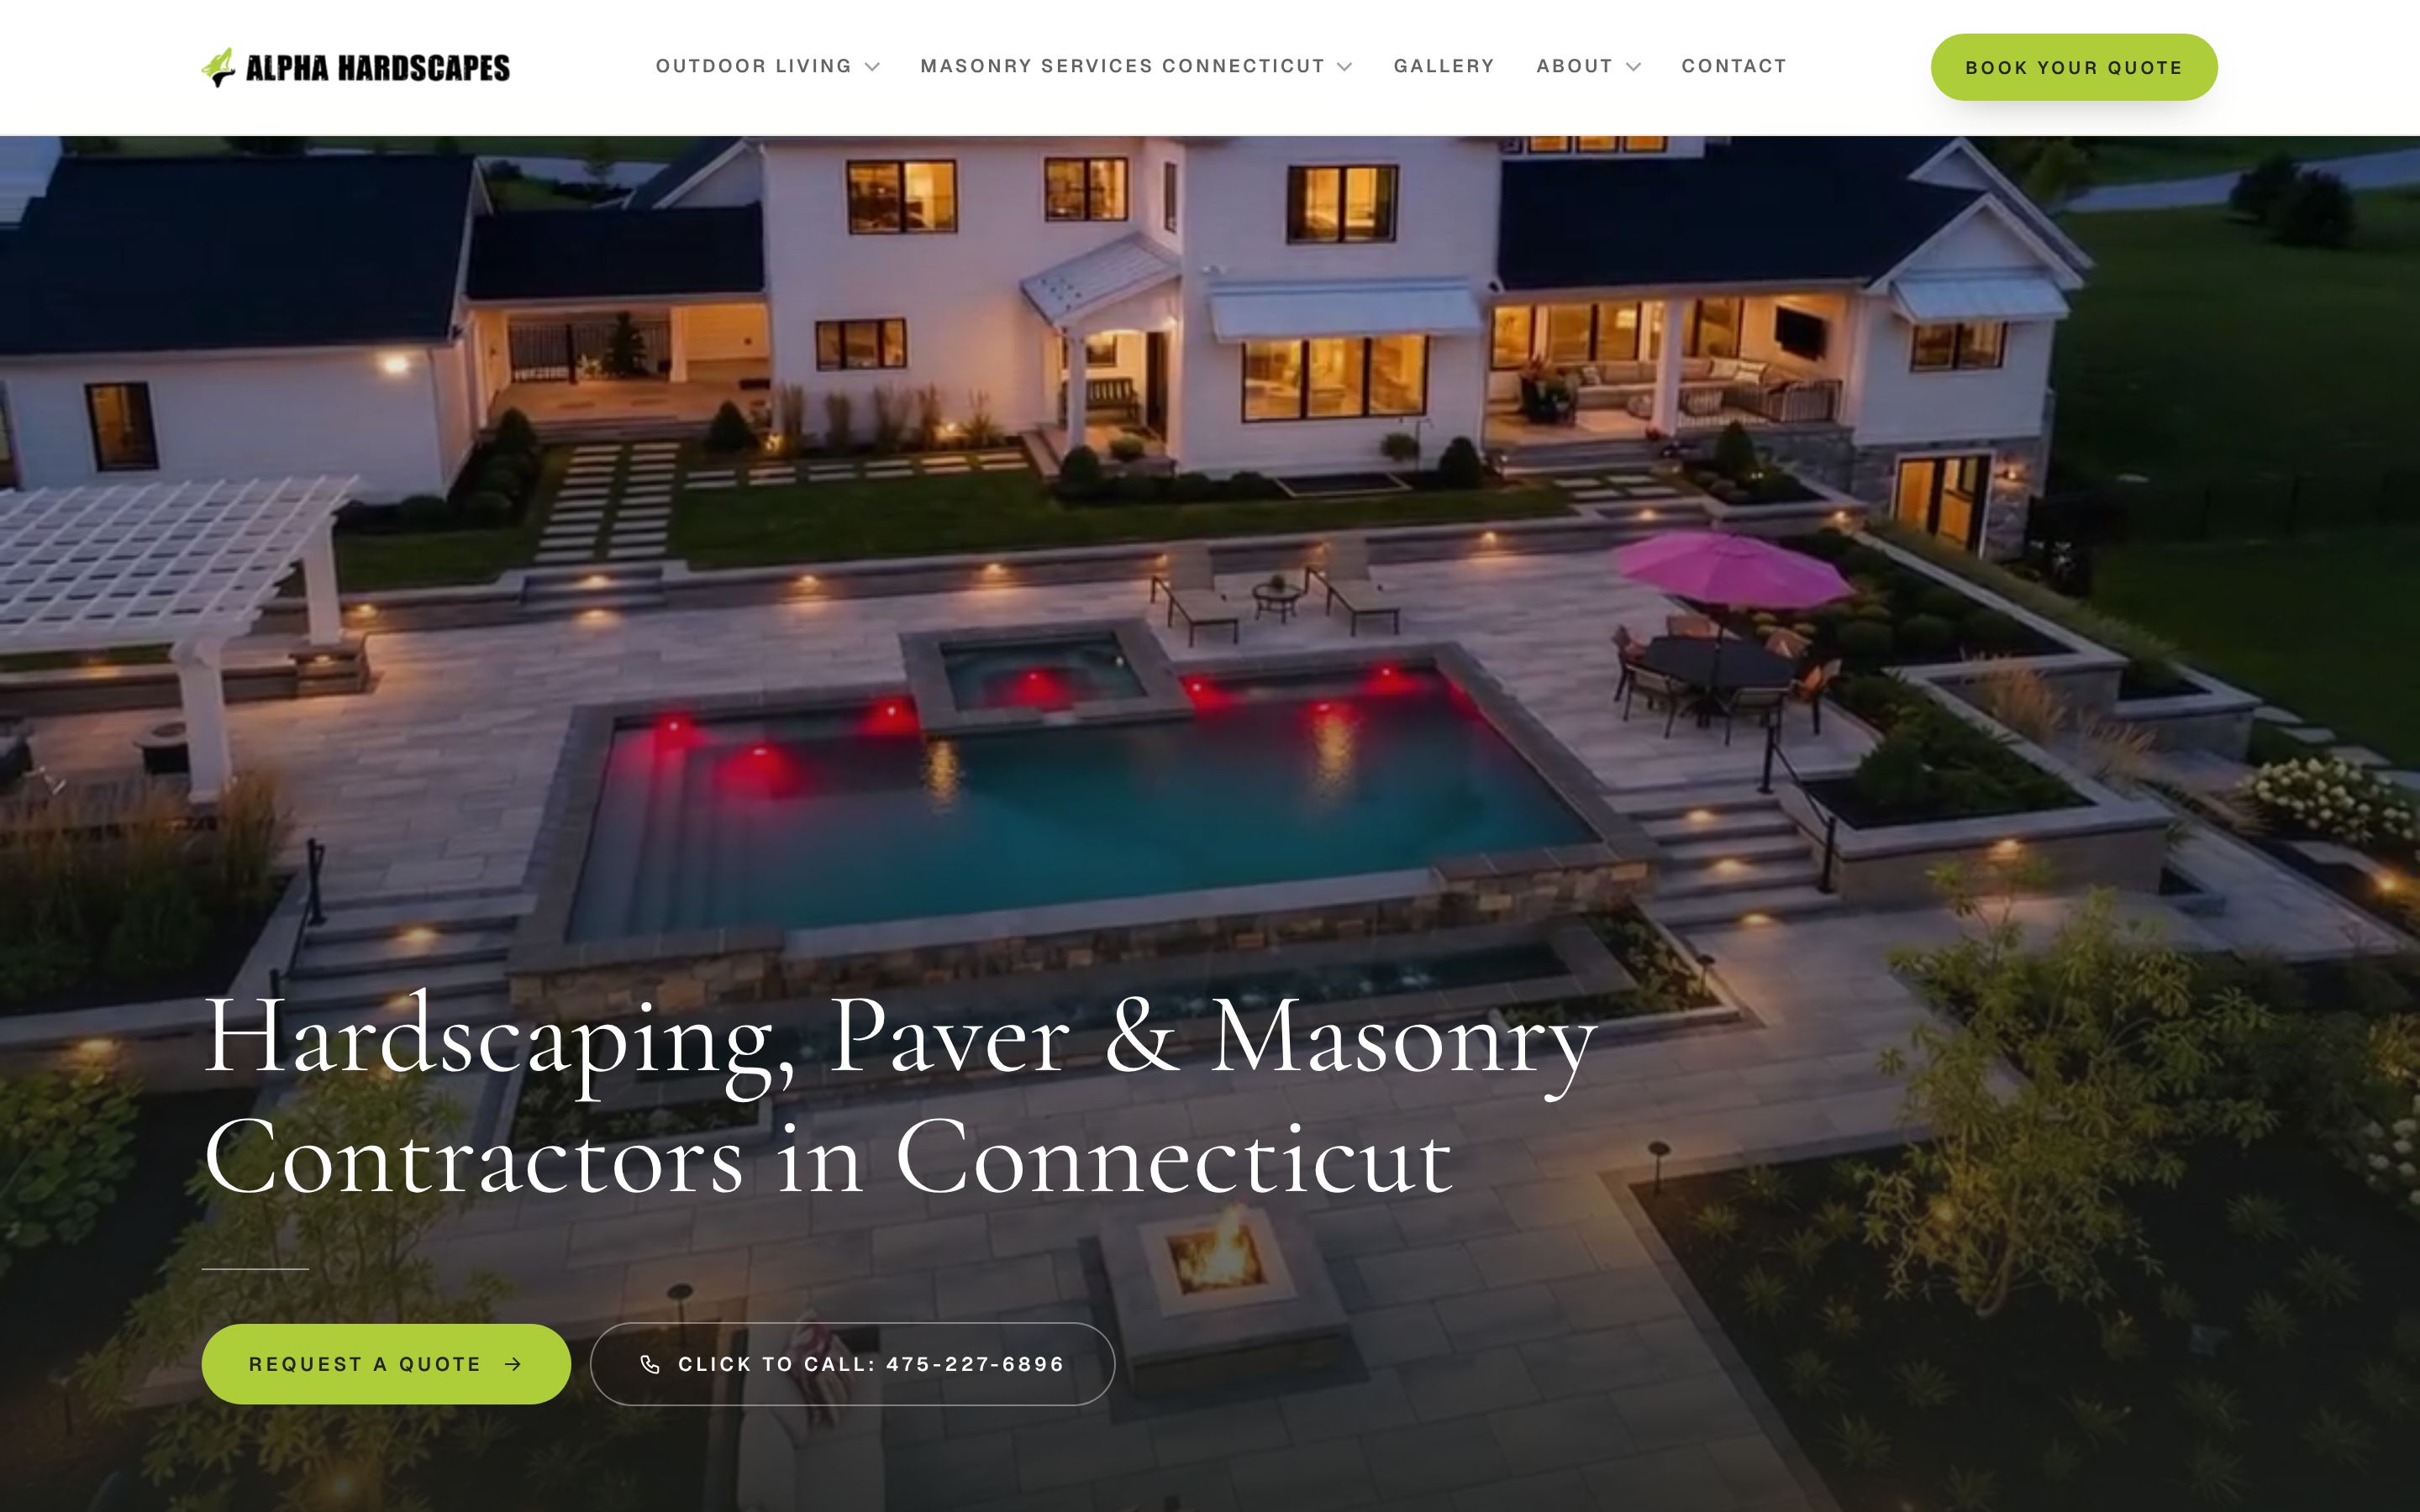 ALPHA HARDSCAPES
OUTDOOR LIVING
MASONRY SERVICES CONNECTICUT
GALLERY
ABOUT
CONTACT
BOOK YOUR QUOTE
Hardscaping, Paver & Masonry
Contractors in Connecticut
REQUEST A QUOTE
CLICK TO CALL: 475-227-6896